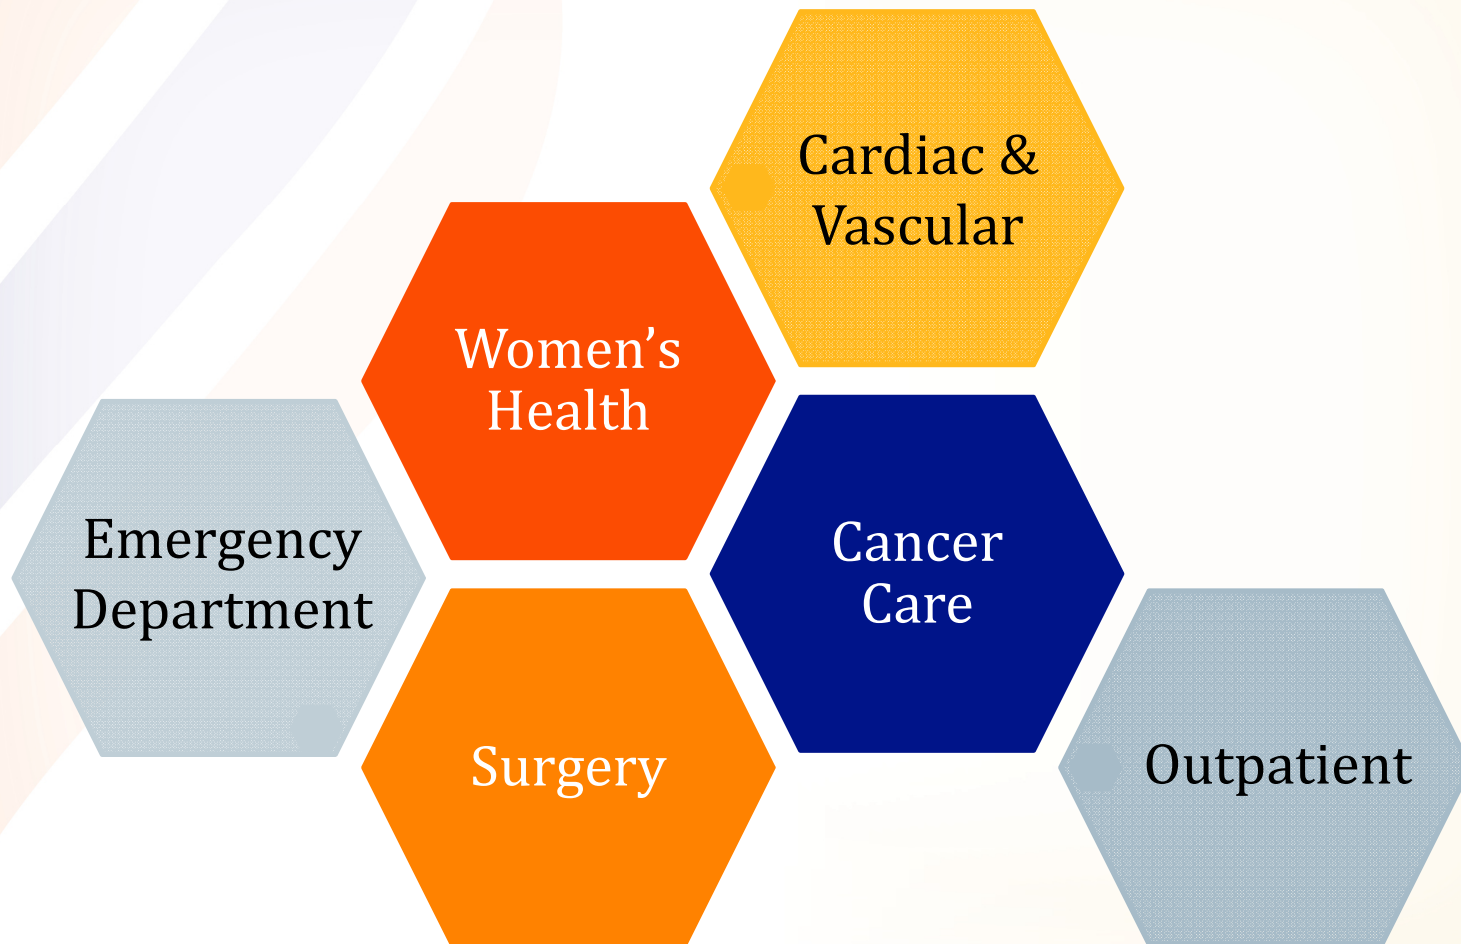 Cardiac &
Vascular
Women’s
Health
Emergency
Department
Cancer
Care
Surgery
Outpatient